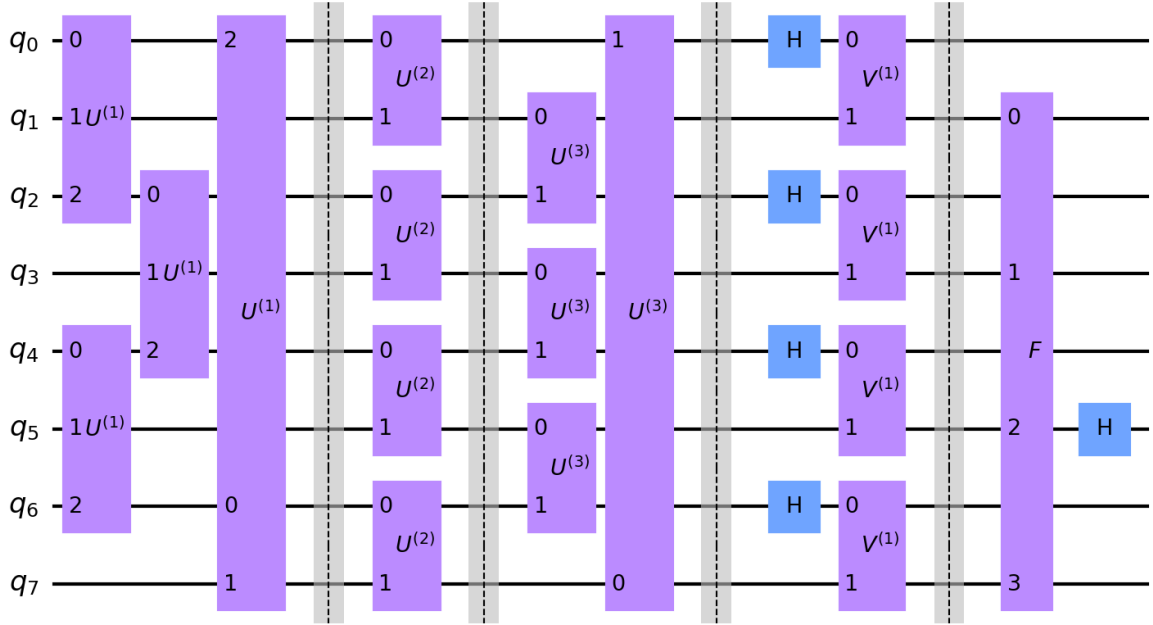 q₀ 0 2 0 1 H 0
U⁽²⁾ V⁽¹⁾
q₁ 1 U⁽¹⁾ 1 0 1 0
U⁽³⁾
q₂ 2 0 0 1 H 0
U⁽²⁾ V⁽¹⁾
q₃ 1 U⁽¹⁾ 1 0 1 1
U⁽¹⁾ U⁽³⁾ U⁽³⁾
q₄ 0 2 0 1 H 0 F
U⁽²⁾ V⁽¹⁾
q₅ 1 U⁽¹⁾ 1 0 1 2 H
U⁽³⁾
q₆ 2 0 0 1 H 0
U⁽²⁾ V⁽¹⁾
q₇ 1 1 0 1 3